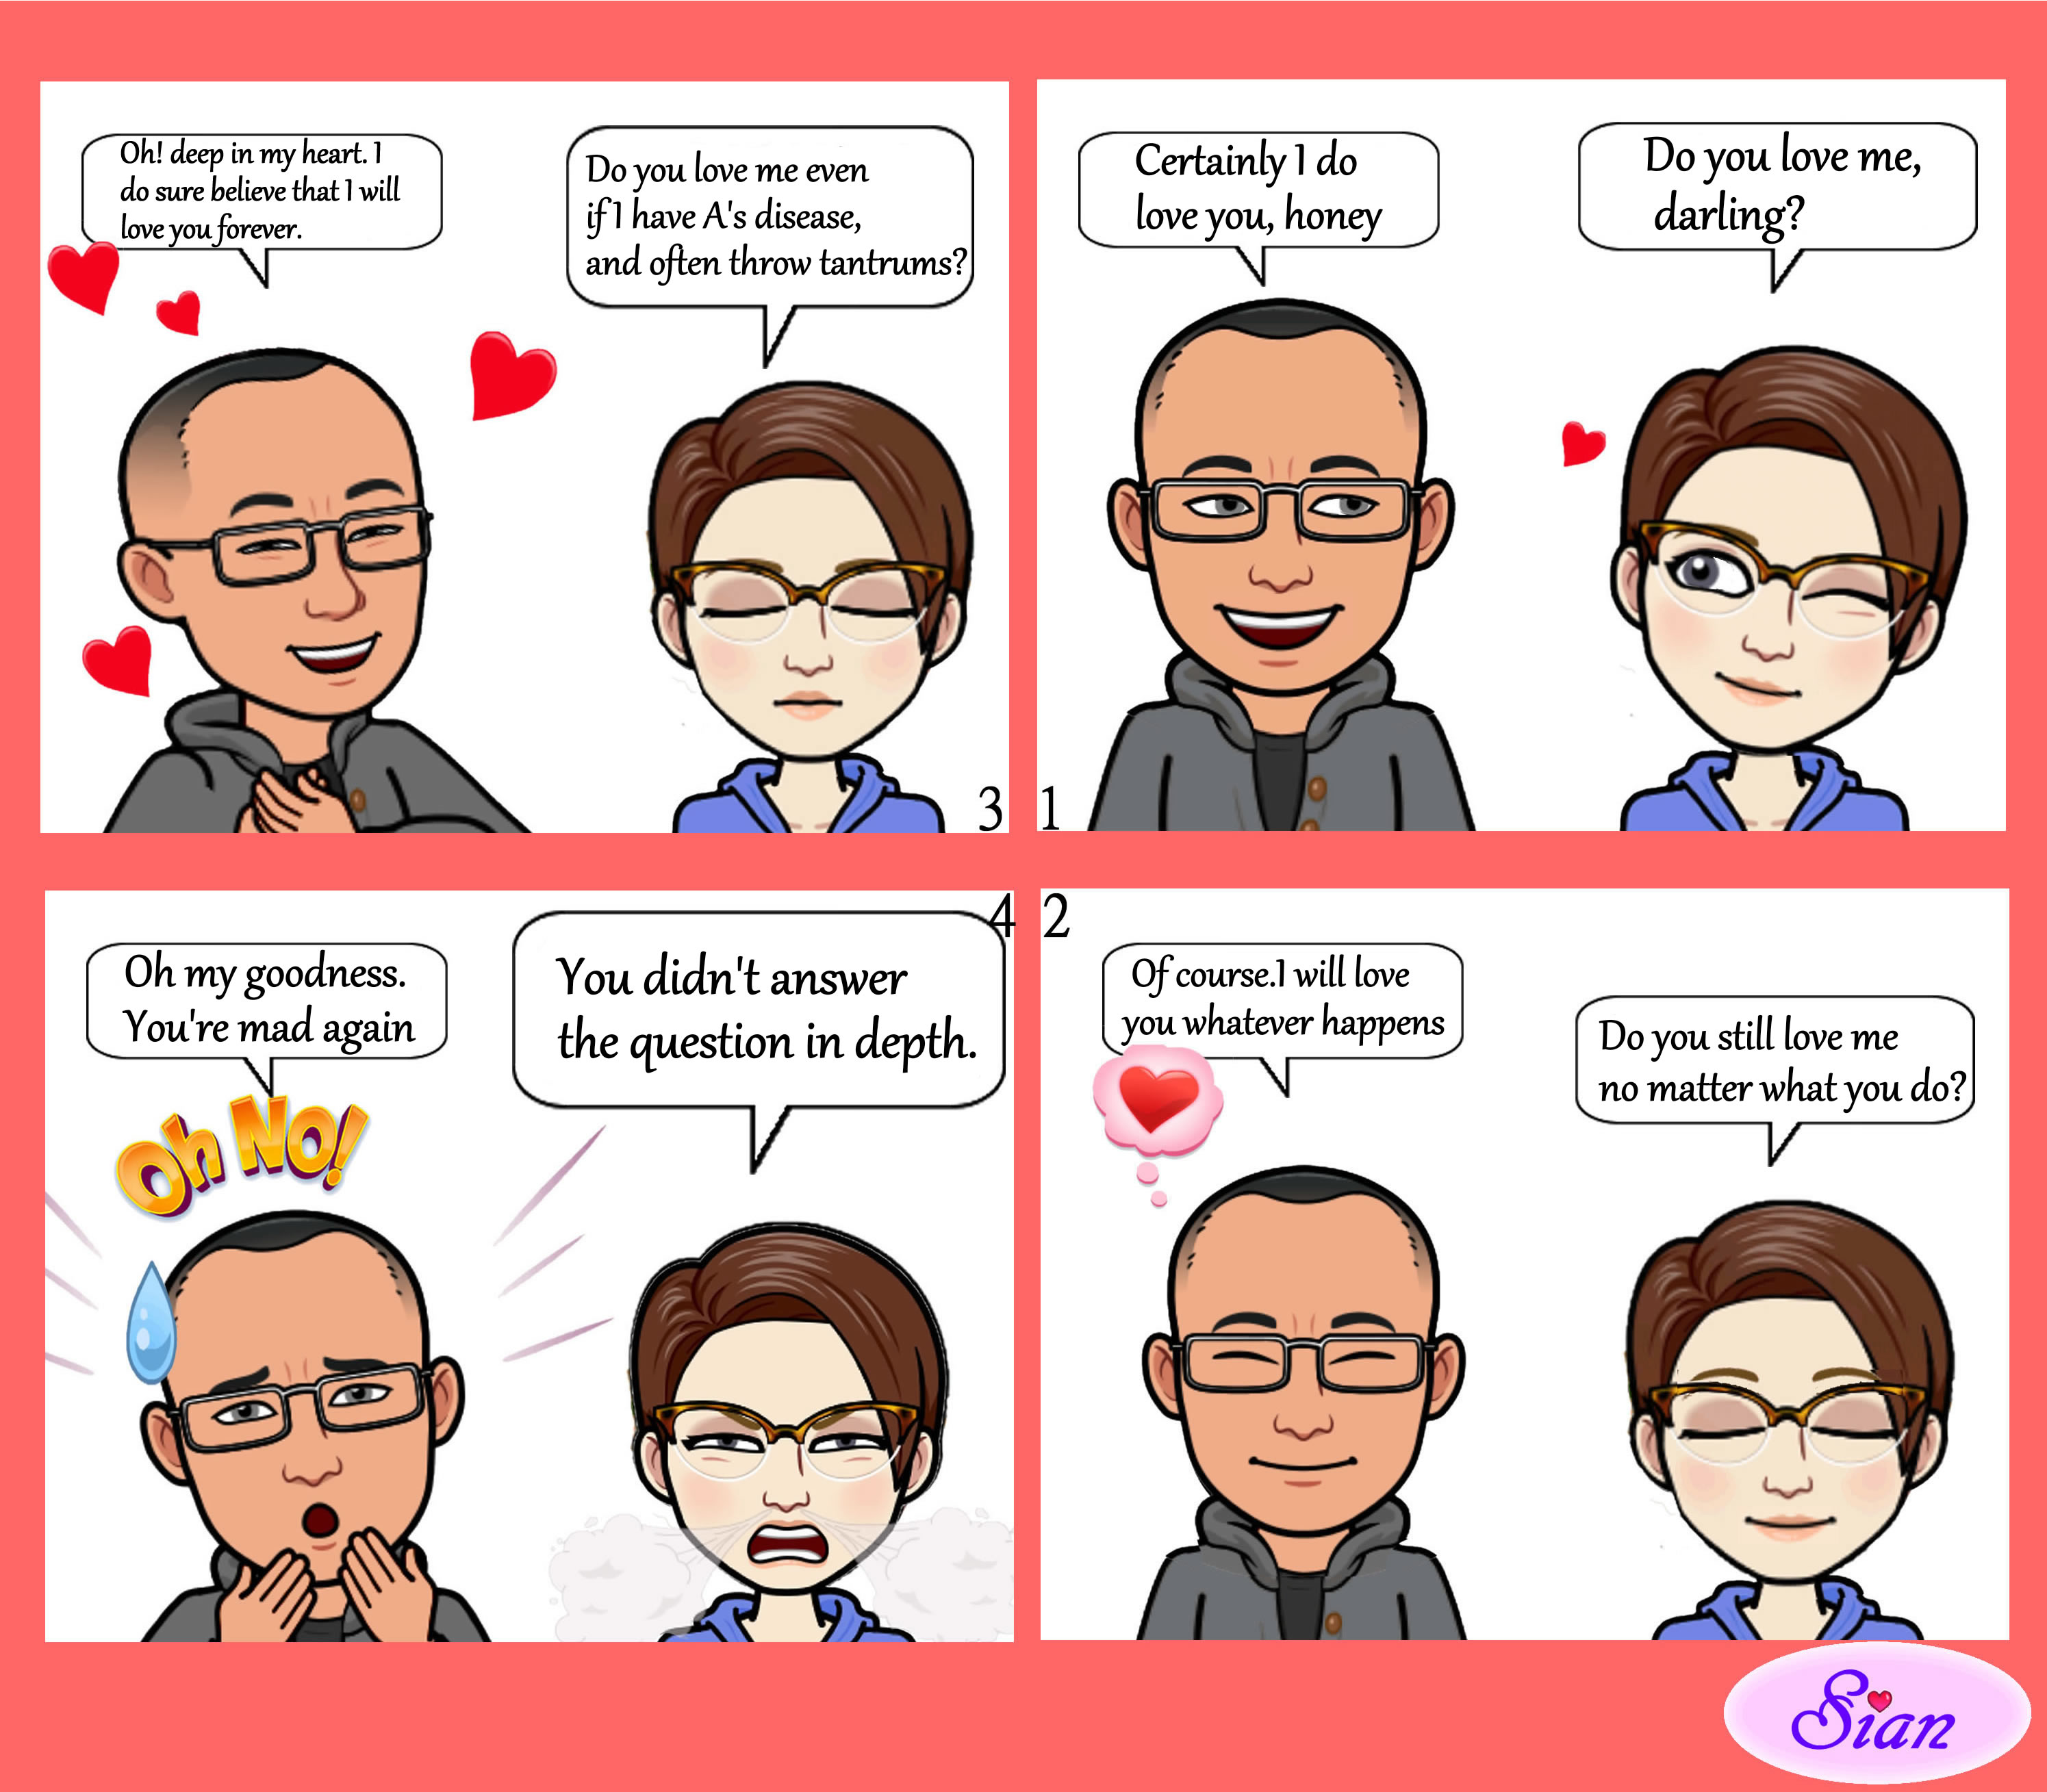 Do you love me,
darling?
Certainly I do
love you, honey
1
2
Do you still love me
no matter what you do?
Of course.I will love
you whatever happens
Do you love me even
if I have A's disease,
and often throw tantrums?
Oh! deep in my heart. I
do sure believe that I will
love you forever.
3
4
You didn't answer
the question in depth.
Oh my goodness.
You're mad again
Oh No!
Sian